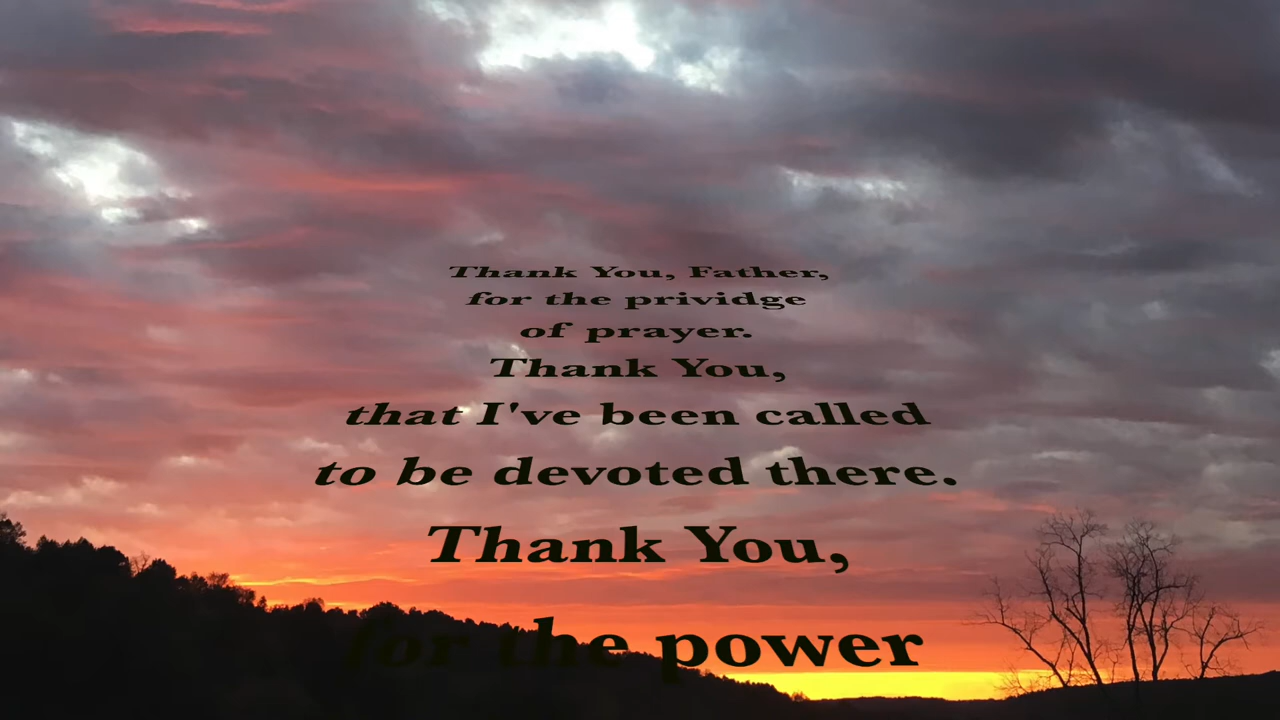 Thank You, Father,
for the prividge
of prayer.
Thank You,
that I've been called
to be devoted there.
Thank You,
for the power